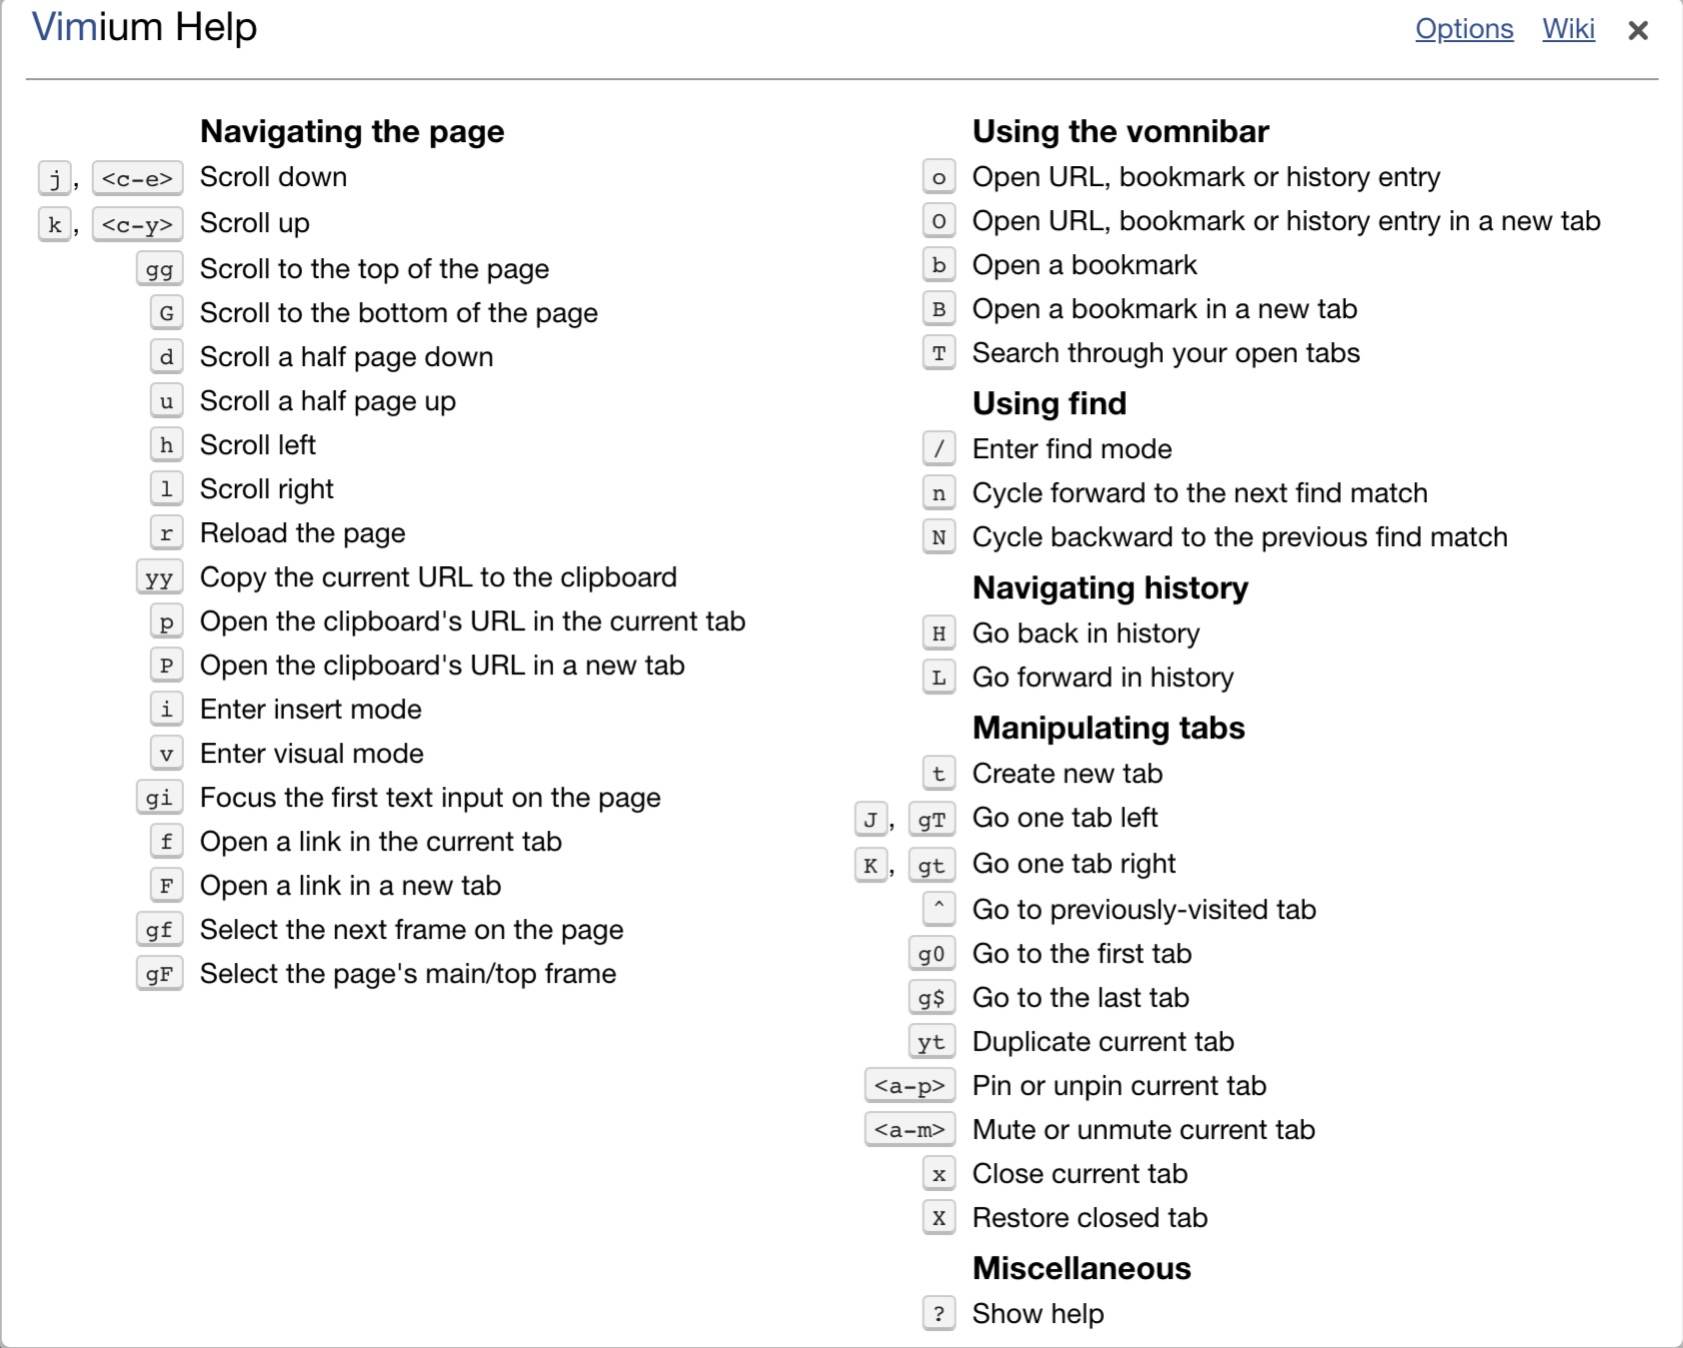 Vimium Help
Options Wiki ×
Navigating the page
j, <c-e> Scroll down
k, <c-y> Scroll up
gg Scroll to the top of the page
G Scroll to the bottom of the page
d Scroll a half page down
u Scroll a half page up
h Scroll left
l Scroll right
r Reload the page
yy Copy the current URL to the clipboard
p Open the clipboard's URL in the current tab
P Open the clipboard's URL in a new tab
i Enter insert mode
v Enter visual mode
gi Focus the first text input on the page
f Open a link in the current tab
F Open a link in a new tab
gf Select the next frame on the page
gF Select the page's main/top frame
Using the vomnibar
o Open URL, bookmark or history entry
O Open URL, bookmark or history entry in a new tab
b Open a bookmark
B Open a bookmark in a new tab
T Search through your open tabs
Using find
/ Enter find mode
n Cycle forward to the next find match
N Cycle backward to the previous find match
Navigating history
H Go back in history
L Go forward in history
Manipulating tabs
t Create new tab
J, gT Go one tab left
K, gt Go one tab right
^ Go to previously-visited tab
g0 Go to the first tab
g$ Go to the last tab
yt Duplicate current tab
<a-p> Pin or unpin current tab
<a-m> Mute or unmute current tab
x Close current tab
X Restore closed tab
Miscellaneous
? Show help